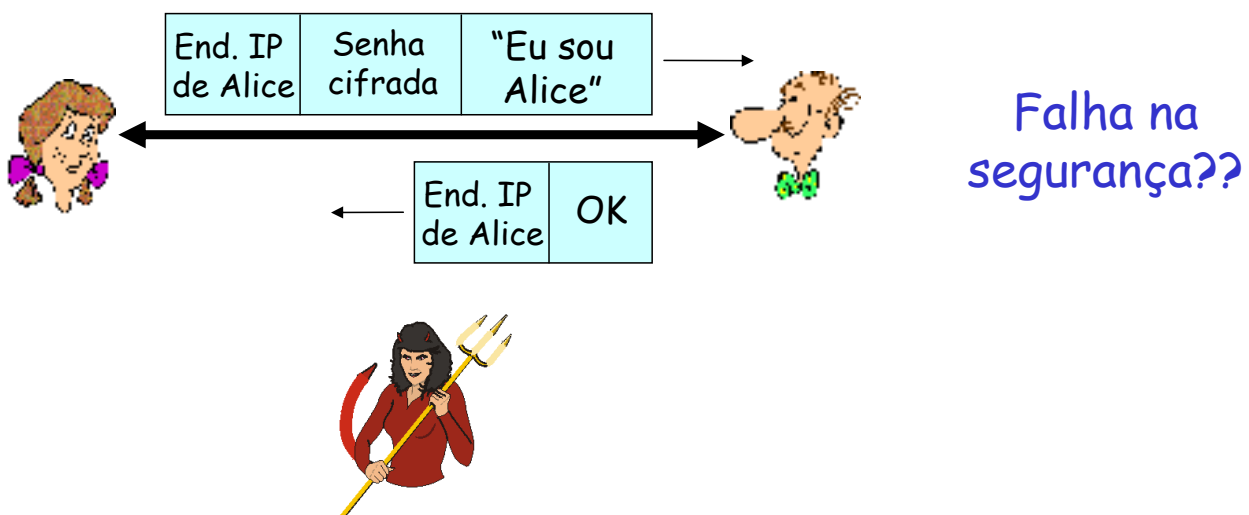 End. IP
de Alice
Senha
cifrada
“Eu sou
Alice”
Falha na
segurança??
End. IP
de Alice
OK